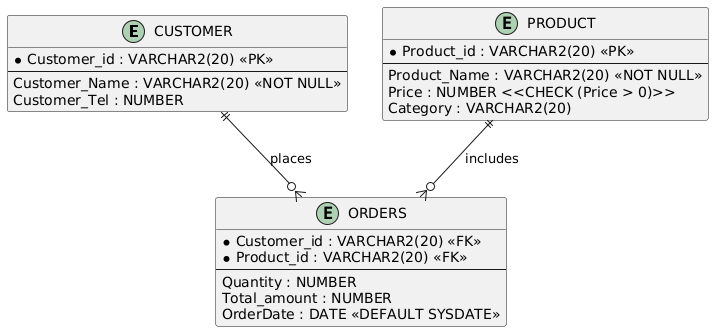 E CUSTOMER
* Customer_id : VARCHAR2(20) «PK»
Customer_Name : VARCHAR2(20) «NOT NULL»
Customer_Tel : NUMBER
E PRODUCT
* Product_id : VARCHAR2(20) «PK»
Product_Name : VARCHAR2(20) «NOT NULL»
Price : NUMBER <<CHECK (Price > 0)>>
Category : VARCHAR2(20)
places
includes
E ORDERS
* Customer_id : VARCHAR2(20) «FK»
* Product_id : VARCHAR2(20) «FK»
Quantity : NUMBER
Total_amount : NUMBER
OrderDate : DATE «DEFAULT SYSDATE»